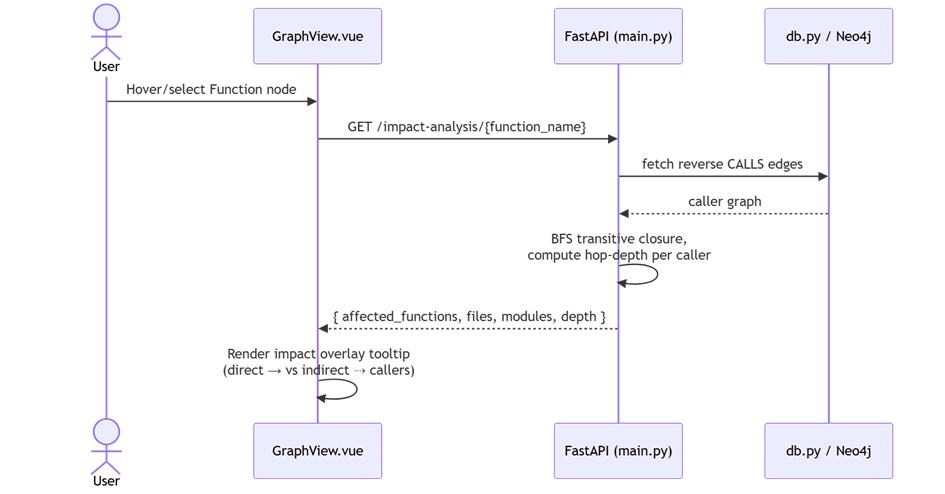 GraphView.vue
FastAPI (main.py)
db.py / Neo4j
User
Hover/select Function node
GET /impact-analysis/{function_name}
fetch reverse CALLS edges
caller graph
BFS transitive closure,
compute hop-depth per caller
{ affected_functions, files, modules, depth }
Render impact overlay tooltip
(direct → vs indirect ⇢ callers)
GraphView.vue
FastAPI (main.py)
db.py / Neo4j
User